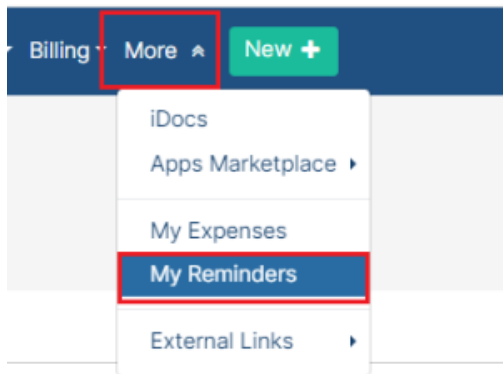 Billing More New
iDocs
Apps Marketplace
My Expenses
My Reminders
External Links